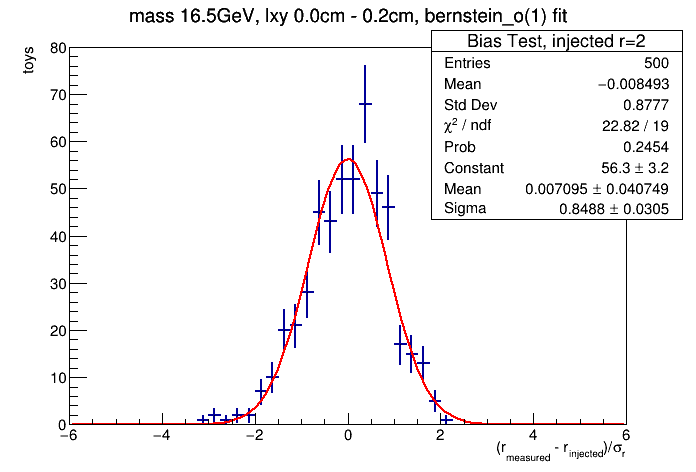 mass 16.5GeV, lxy 0.0cm - 0.2cm, bernstein_o(1) fit
toys
Bias Test, injected r=2
Entries 500
Mean −0.008493
Std Dev 0.8777
χ² / ndf 22.82 / 19
Prob 0.2454
Constant 56.3 ± 3.2
Mean 0.007095 ± 0.040749
Sigma 0.8488 ± 0.0305
80
70
60
50
40
30
20
10
0
−6 −4 −2 0 2 4 6
(r_measured - r_injected)/σ_r